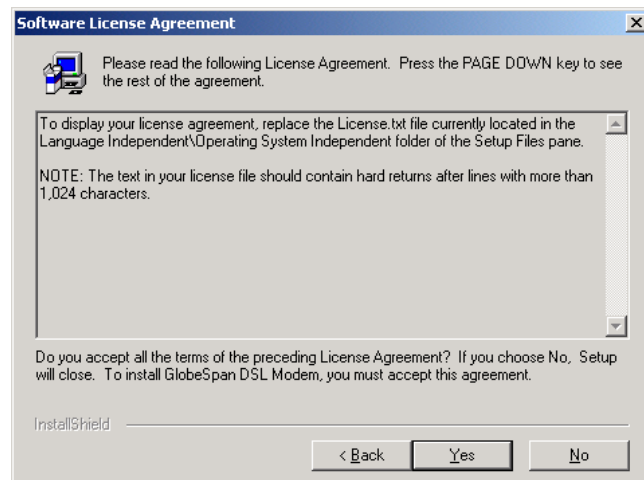 Software License Agreement
Please read the following License Agreement. Press the PAGE DOWN key to see
the rest of the agreement.
To display your license agreement, replace the License.txt file currently located in the
Language Independent\Operating System Independent folder of the Setup Files pane.
NOTE: The text in your license file should contain hard returns after lines with more than
1,024 characters.
Do you accept all the terms of the preceding License Agreement? If you choose No, Setup
will close. To install GlobeSpan DSL Modem, you must accept this agreement.
InstallShield
< Back
Yes
No